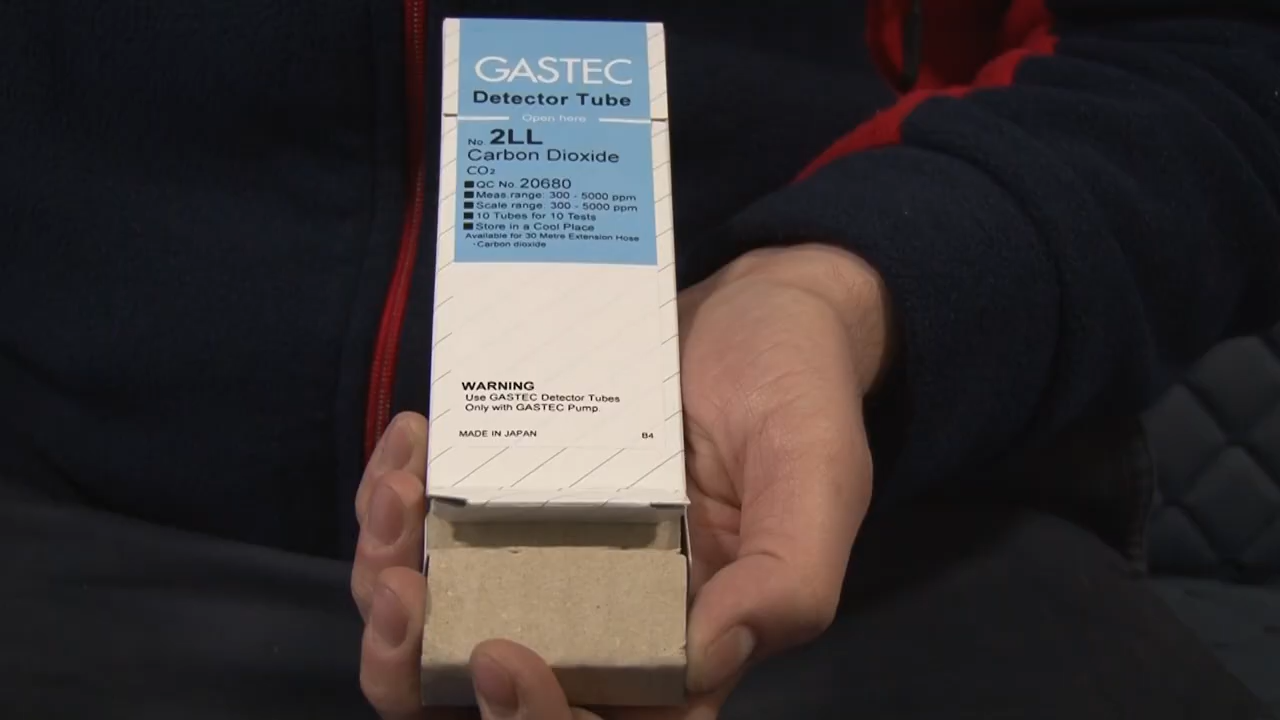 GASTEC
Detector Tube
Open here
No. 2LL
Carbon Dioxide
CO₂
■ QC No. 20680
■ Meas.range: 300 - 5000 ppm
■ Scale range: 300 - 5000 ppm
■ 10 Tubes for 10 Tests
■ Store in a Cool Place
Available for 30 Metre Extension Hose
・Carbon dioxide
WARNING
Use GASTEC Detector Tubes
Only with GASTEC Pump.
MADE IN JAPAN B4